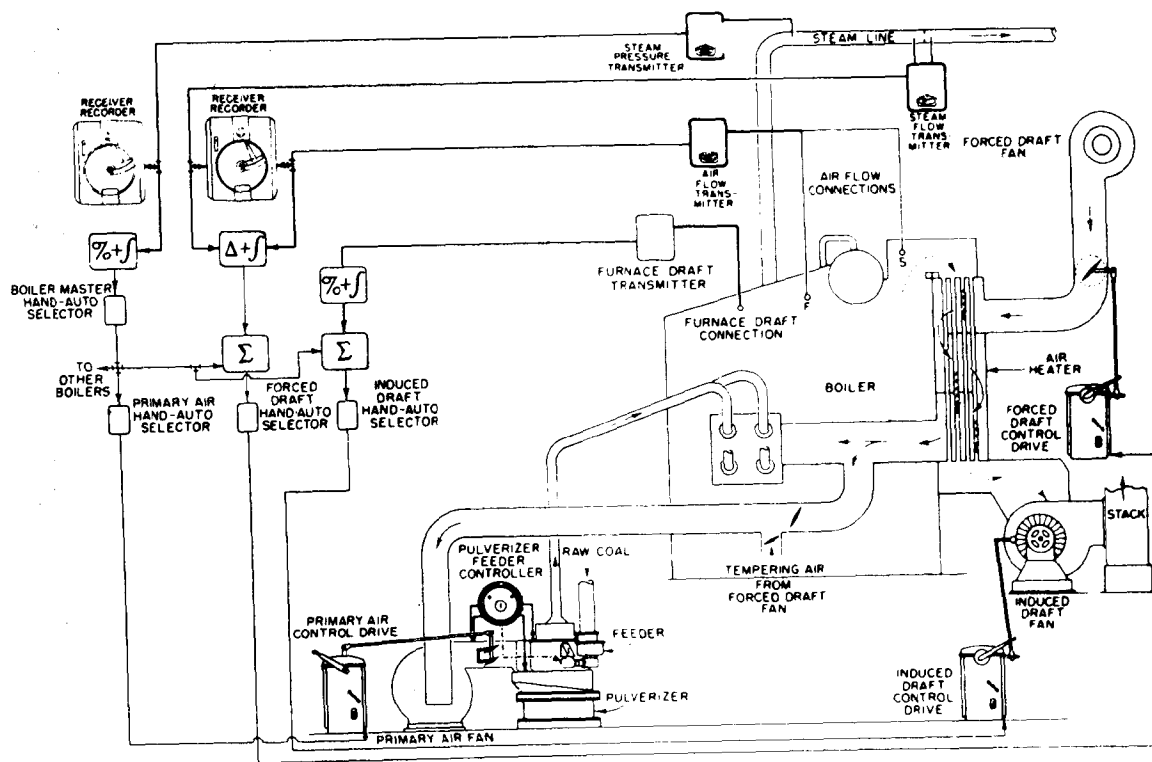 STEAM
PRESSURE
TRANSMITTER
STEAM LINE
RECEIVER
RECORDER
RECEIVER
RECORDER
STEAM
FLOW
TRANS-
MITTER
FORCED DRAFT
FAN
AIR
FLOW
TRANS-
MITTER
AIR FLOW
CONNECTIONS
%+∫
Δ+∫
%+∫
FURNACE DRAFT
TRANSMITTER
S
F
BOILER MASTER
HAND-AUTO
SELECTOR
FURNACE DRAFT
CONNECTION
Σ
Σ
TO
OTHER
BOILERS
AIR
HEATER
BOILER
PRIMARY AIR
HAND-AUTO
SELECTOR
FORCED
DRAFT
HAND-AUTO
SELECTOR
INDUCED
DRAFT
HAND-AUTO
SELECTOR
FORCED
DRAFT
CONTROL
DRIVE
STACK
PULVERIZER
FEEDER
CONTROLLER
RAW COAL
TEMPERING AIR
FROM
FORCED DRAFT
FAN
INDUCED
DRAFT
FAN
PRIMARY AIR
CONTROL DRIVE
FEEDER
INDUCED
DRAFT
CONTROL
DRIVE
PULVERIZER
PRIMARY AIR FAN